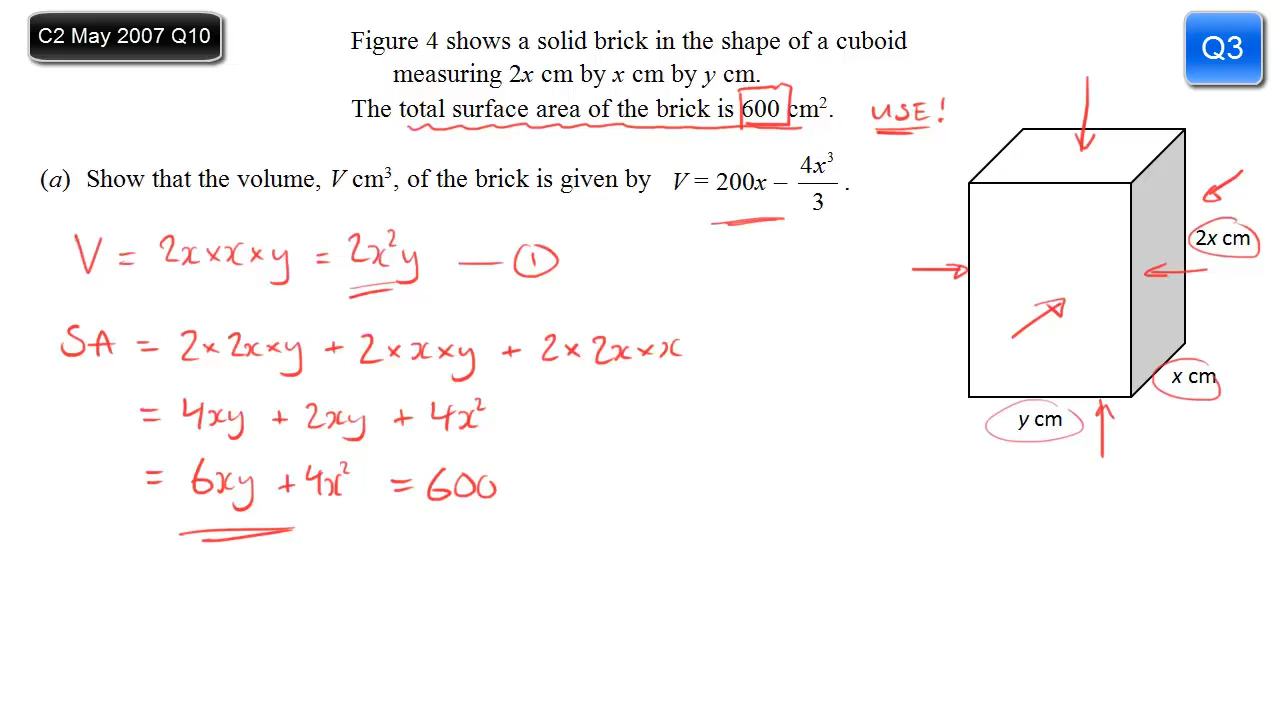 C2 May 2007 Q10
Figure 4 shows a solid brick in the shape of a cuboid
measuring 2x cm by x cm by y cm.
The total surface area of the brick is 600 cm². USE!
Q3
(a) Show that the volume, V cm³, of the brick is given by V = 200x – 4x³/3 .
V = 2x × x × y = 2x²y — ①
SA = 2 × 2x × y + 2 × x × y + 2 × 2x × x
= 4xy + 2xy + 4x²
= 6xy + 4x² = 600
2x cm
x cm
y cm